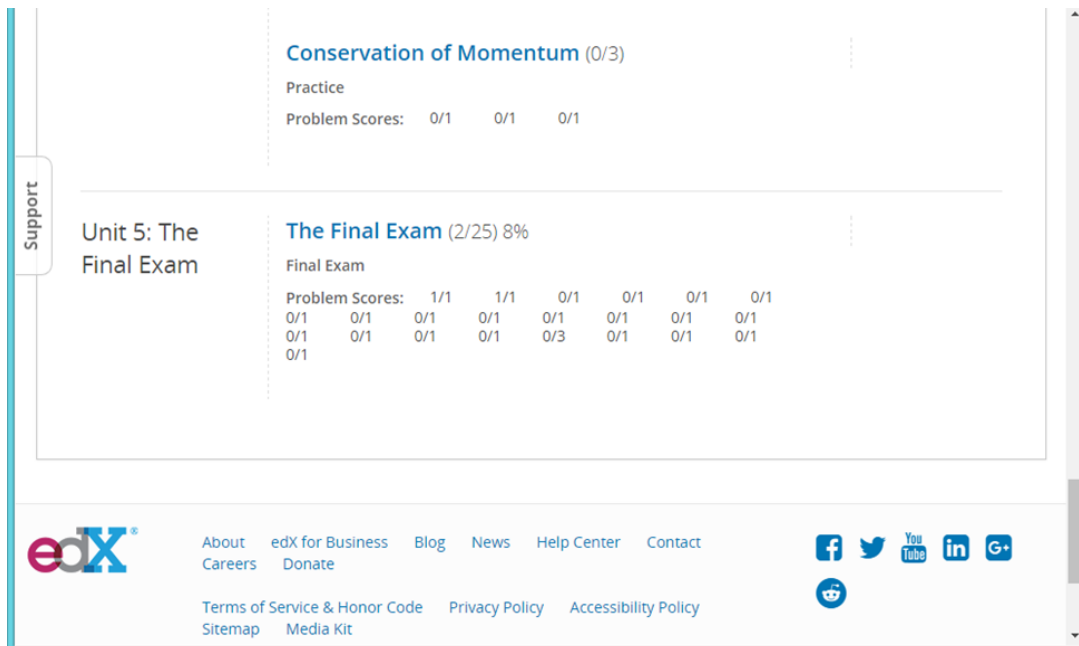 Conservation of Momentum (0/3)
Practice
Problem Scores: 0/1 0/1 0/1
Support
Unit 5: The
Final Exam
The Final Exam (2/25) 8%
Final Exam
Problem Scores: 1/1 1/1 0/1 0/1 0/1 0/1
0/1 0/1 0/1 0/1 0/1 0/1 0/1 0/1
0/1 0/1 0/1 0/1 0/3 0/1 0/1 0/1
0/1
edX®
About edX for Business Blog News Help Center Contact
Careers Donate
Terms of Service & Honor Code Privacy Policy Accessibility Policy
Sitemap Media Kit
You
Tube
in
G+